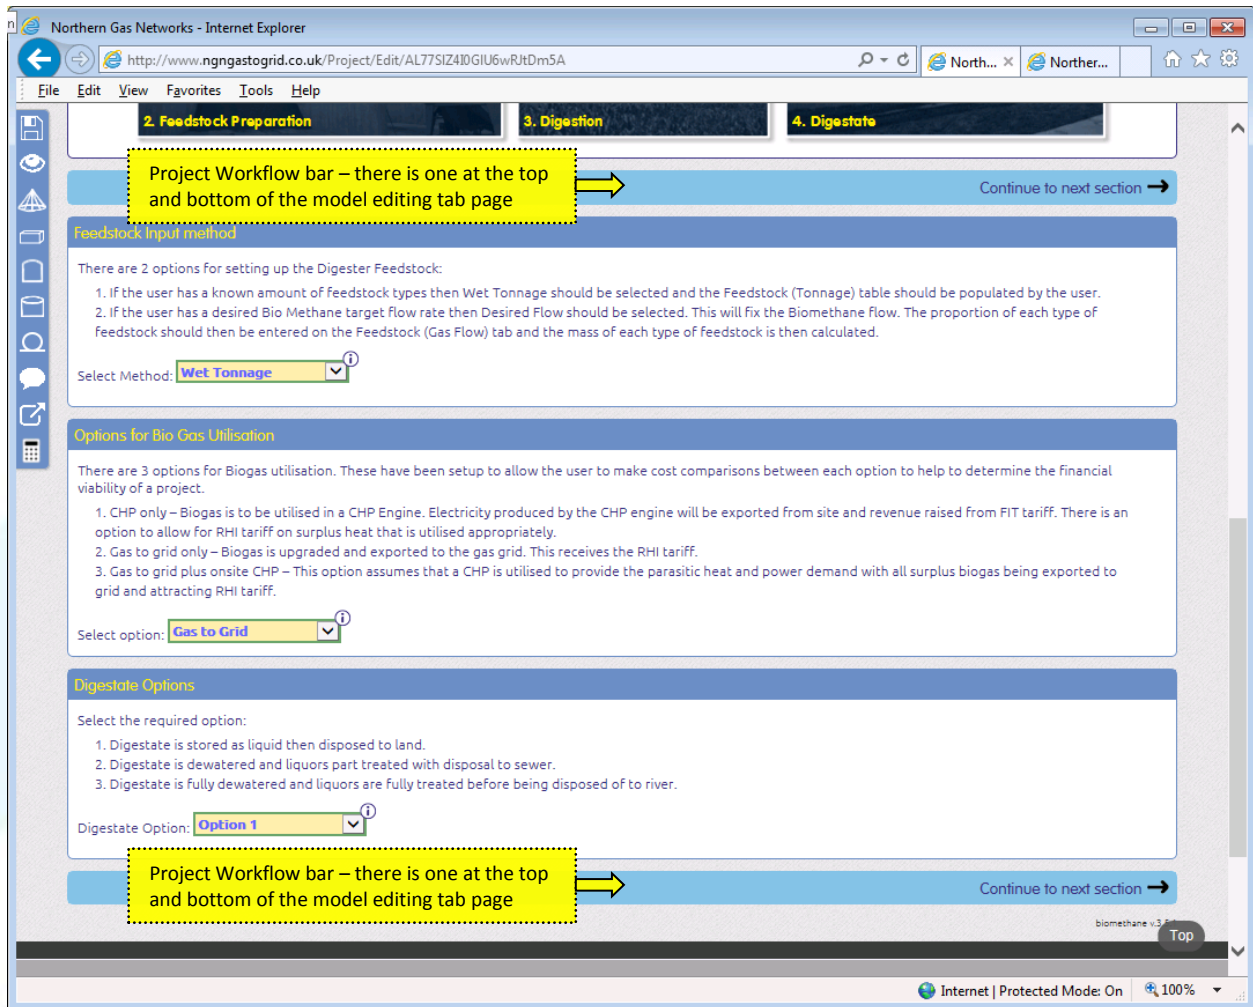 Northern Gas Networks - Internet Explorer
http://www.ngngastogrid.co.uk/Project/Edit/AL77SIZ4I0GIU6wRJtDm5A
North...
Norther...
File Edit View Favorites Tools Help
2. Feedstock Preparation
3. Digestion
4. Digestate
Project Workflow bar – there is one at the top
and bottom of the model editing tab page
Continue to next section
Feedstock Input method
There are 2 options for setting up the Digester Feedstock:
1. If the user has a known amount of feedstock types then Wet Tonnage should be selected and the Feedstock (Tonnage) table should be populated by the user.
2. If the user has a desired Bio Methane target flow rate then Desired Flow should be selected. This will fix the Biomethane flow. The proportion of each type of
feedstock should then be entered on the Feedstock (Gas Flow) tab and the mass of each type of feedstock is then calculated.
Select Method: Wet Tonnage
Options for Bio Gas Utilisation
There are 3 options for Biogas utilisation. These have been setup to allow the user to make cost comparisons between each option to help to determine the financial
viability of a project.
1. CHP only – Biogas is to be utilised in a CHP Engine. Electricity produced by the CHP engine will be exported from site and revenue raised from FIT tariff. There is an
option to allow for RHI tariff on surplus heat that is utilised appropriately.
2. Gas to grid only – Biogas is upgraded and exported to the gas grid. This receives the RHI tariff.
3. Gas to grid plus onsite CHP – This option assumes that a CHP is utilised to provide the parasitic heat and power demand with all surplus biogas being exported to
grid and attracting RHI tariff.
Select option: Gas to Grid
Digestate Options
Select the required option:
1. Digestate is stored as liquid then disposed to land.
2. Digestate is dewatered and liquors part treated with disposal to sewer.
3. Digestate is fully dewatered and liquors are fully treated before being disposed of to river.
Digestate Option: Option 1
Project Workflow bar – there is one at the top
and bottom of the model editing tab page
Continue to next section
biomethane
Top
Internet | Protected Mode: On
100%